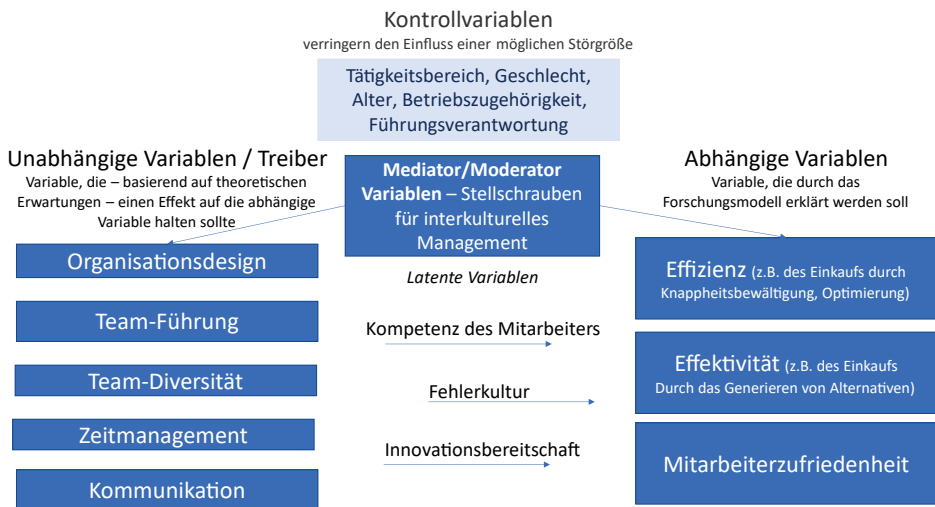 Kontrollvariablen
verringern den Einfluss einer möglichen Störgröße
Tätigkeitsbereich, Geschlecht,
Alter, Betriebszugehörigkeit,
Führungsverantwortung
Unabhängige Variablen / Treiber
Variable, die – basierend auf theoretischen
Erwartungen – einen Effekt auf die abhängige
Variable halten sollte
Organisationsdesign
Team-Führung
Team-Diversität
Zeitmanagement
Kommunikation
Mediator/Moderator
Variablen – Stellschrauben
für interkulturelles
Management
Latente Variablen
Kompetenz des Mitarbeiters
Fehlerkultur
Innovationsbereitschaft
Abhängige Variablen
Variable, die durch das
Forschungsmodell erklärt werden soll
Effizienz (z.B. des Einkaufs durch
Knappheitsbewältigung, Optimierung)
Effektivität (z.B. des Einkaufs
Durch das Generieren von Alternativen)
Mitarbeiterzufriedenheit